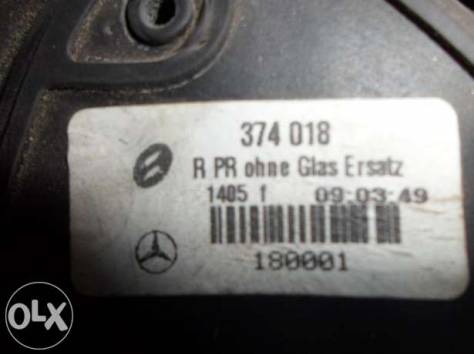 374 018
R PR ohne Glas Ersatz
1405 f 09-03-49
180001
OLX